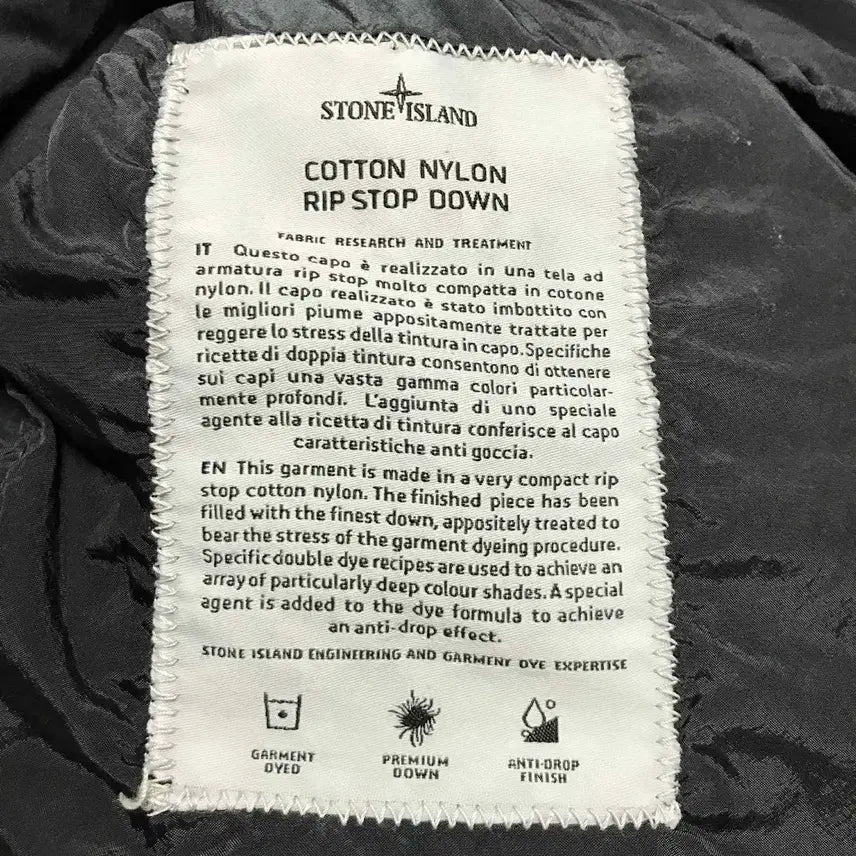 STONE ISLAND
COTTON NYLON
RIP STOP DOWN
FABRIC RESEARCH AND TREATMENT
IT Questo capo è realizzato in una tela ad
armatura rip stop molto compatta in cotone
nylon. Il capo realizzato è stato imbottito con
le migliori piume appositamente trattate per
reggere lo stress della tintura in capo. Specifiche
ricette di doppia tintura consentono di ottenere
sui capi una vasta gamma colori particolar-
mente profondi. L'aggiunta di uno speciale
agente alla ricetta di tintura conferisce al capo
caratteristiche anti goccia.
EN This garment is made in a very compact rip
stop cotton nylon. The finished piece has been
filled with the finest down, appositely treated to
bear the stress of the garment dyeing procedure.
Specific double dye recipes are used to achieve an
array of particularly deep colour shades. A special
agent is added to the dye formula to achieve
an anti-drop effect.
STONE ISLAND ENGINEERING AND GARMENT DYE EXPERTISE
GARMENT
DYED
PREMIUM
DOWN
ANTI-DROP
FINISH